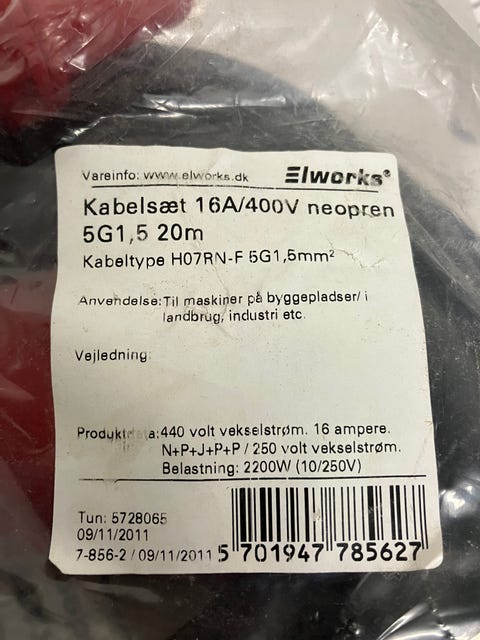 Vareinfo: www.elworks.dk
Elworks®
Kabelsæt 16A/400V neopren
5G1,5 20m
Kabeltype H07RN-F 5G1,5mm²
Anvendelse: Til maskiner på byggepladser/ i
landbrug, industri etc.
Vejledning:
Produktdata: 440 volt vekselstrøm. 16 ampere.
N+P+J+P+P / 250 volt vekselstrøm.
Belastning: 2200W (10/250V)
Tun: 5728065
09/11/2011
7-856-2 / 09/11/2011
5 701947 785627